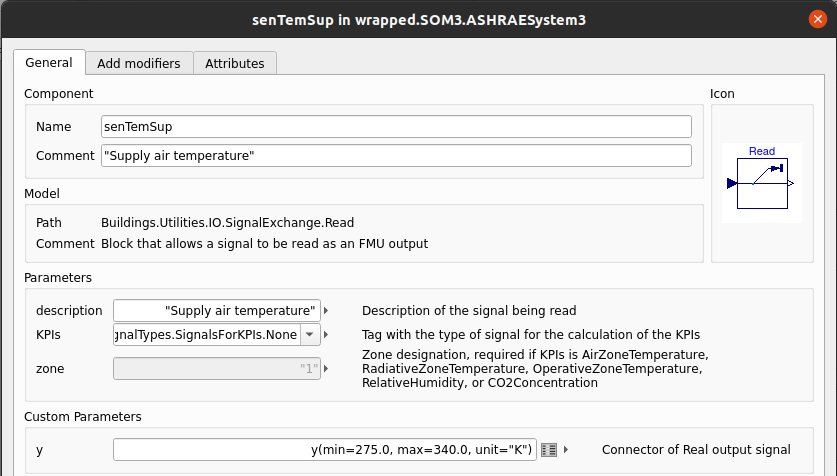 senTemSup in wrapped.SOM3.ASHRAESystem3
General
Add modifiers
Attributes
Component
Name
senTemSup
Comment
"Supply air temperature"
Icon
Read
Model
Path
Buildings.Utilities.IO.SignalExchange.Read
Comment
Block that allows a signal to be read as an FMU output
Parameters
description
"Supply air temperature"
Description of the signal being read
KPIs
gnalTypes.SignalsForKPIs.None
Tag with the type of signal for the calculation of the KPIs
zone
"1"
Zone designation, required if KPIs is AirZoneTemperature,
RadiativeZoneTemperature, OperativeZoneTemperature,
RelativeHumidity, or CO2Concentration
Custom Parameters
y
y(min=275.0, max=340.0, unit="K")
Connector of Real output signal